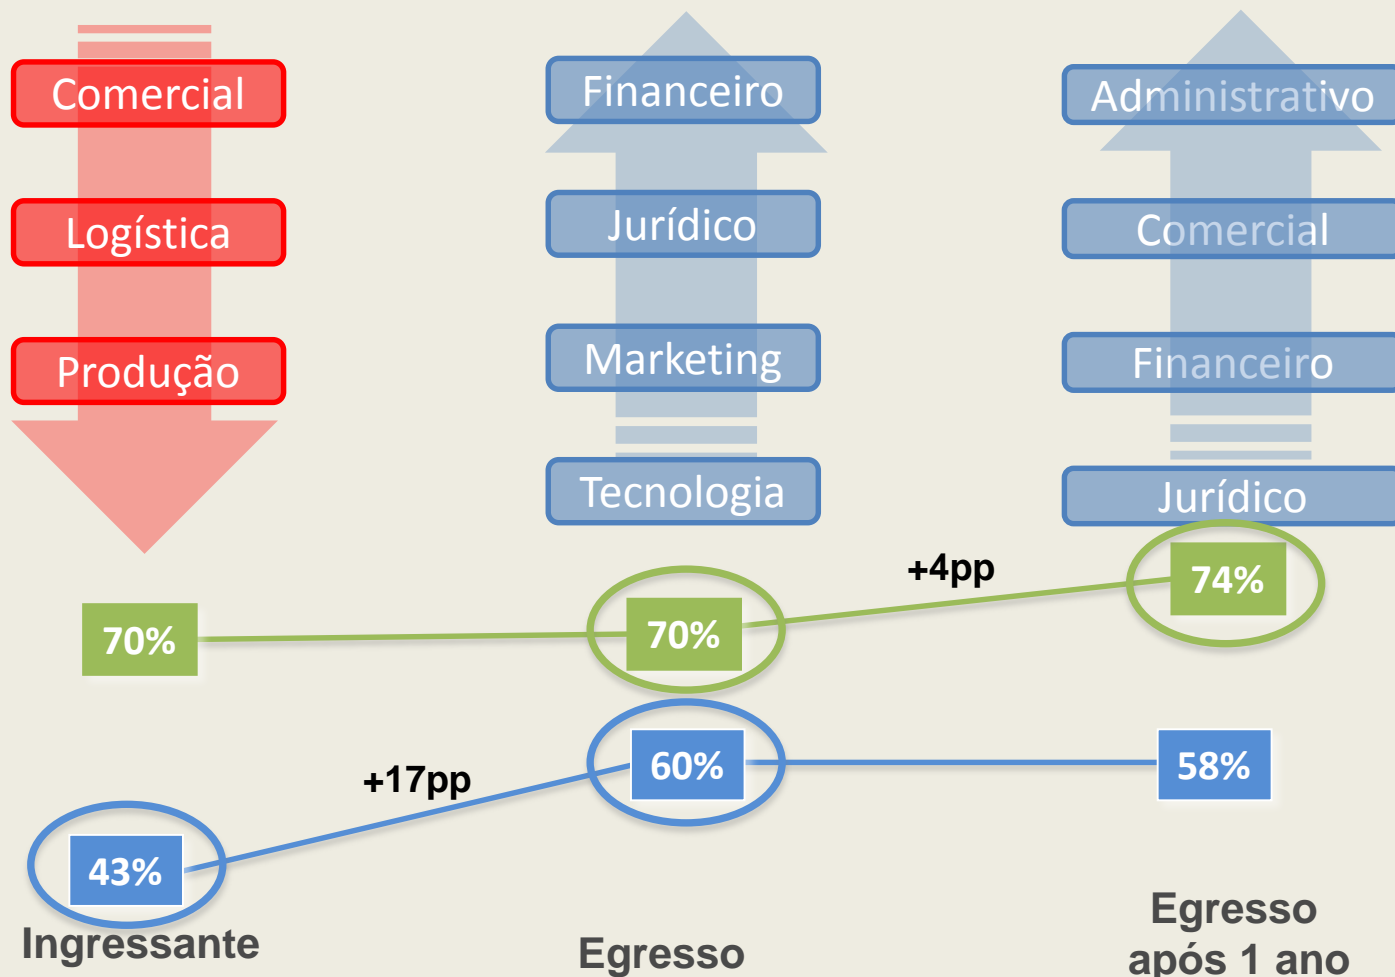 Comercial
Financeiro
Administrativo
Logística
Jurídico
Comercial
Produção
Marketing
Financeiro
Tecnologia
Jurídico
+4pp
74%
70%
70%
+17pp
60%
58%
43%
Ingressante
Egresso
Egresso
após 1 ano